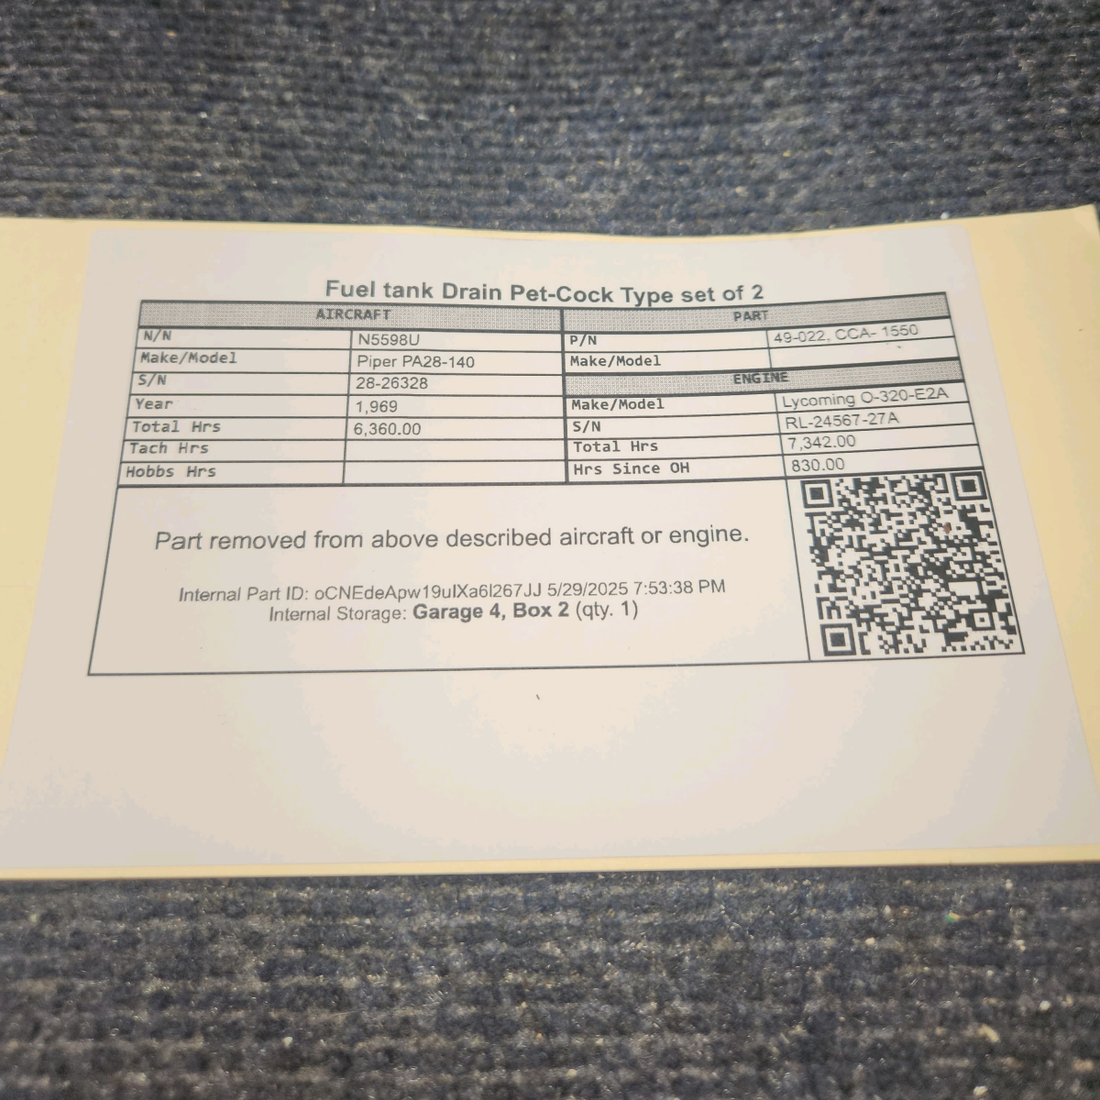 Fuel tank Drain Pet-Cock Type set of 2
AIRCRAFT
N/N N5598U
Make/Model Piper PA28-140
S/N 28-26328
Year 1,969
Total Hrs 6,360.00
Tach Hrs
Hobbs Hrs
PART
P/N 49-022, CCA- 1550
Make/Model
ENGINE
Make/Model Lycoming O-320-E2A
S/N RL-24567-27A
Total Hrs 7,342.00
Hrs Since OH 830.00
Part removed from above described aircraft or engine.
Internal Part ID: oCNEdeApw19uIXa6I267JJ 5/29/2025 7:53:38 PM
Internal Storage: Garage 4, Box 2 (qty. 1)